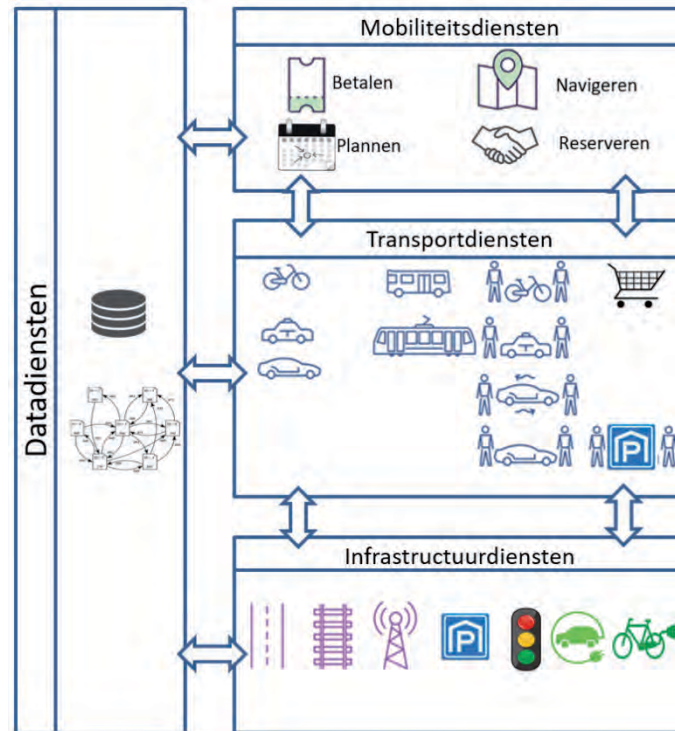 Datadiensten
Mobiliteitsdiensten
Betalen
Navigeren
Plannen
Reserveren
Transportdiensten
T
T
P
Infrastructuurdiensten
P